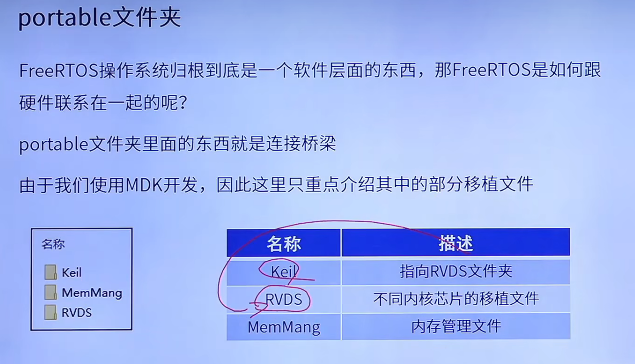 portable文件夹
FreeRTOS操作系统归根到底是一个软件层面的东西，那FreeRTOS是如何跟
硬件联系在一起的呢？
portable文件夹里面的东西就是连接桥梁
由于我们使用MDK开发，因此这里只重点介绍其中的部分移植文件
名称
Keil
MemMang
RVDS
名称 描述
Keil 指向RVDS文件夹
RVDS 不同内核芯片的移植文件
MemMang 内存管理文件